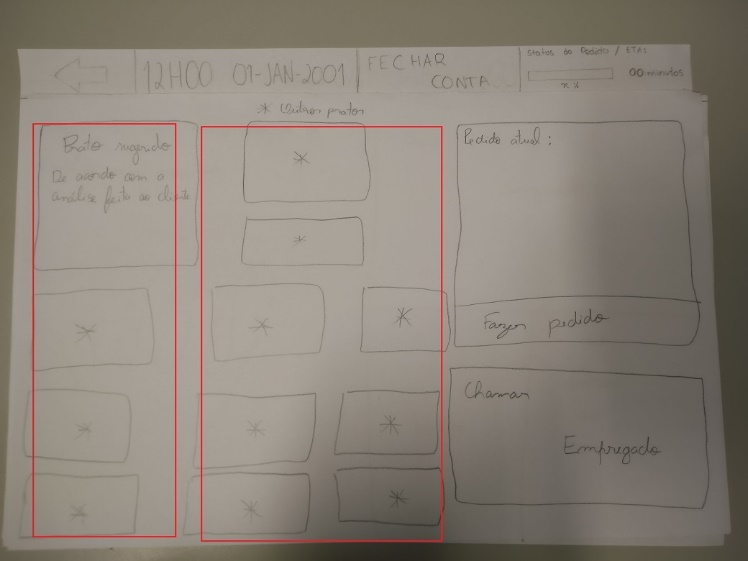 12H00 01-JAN-2001
FECHAR
CONTA
Status do Pedido / ETA:
00 minutos
* Outros pratos
Prato sugerido
De acordo com a
análise feita ao cliente
*
*
*
*
*
*
*
*
*
*
*
Pedido atual:
Fazer pedido
Chamar
Empregado